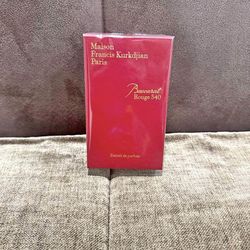 Maison
Francis Kurkdjian
Paris
Baccarat
Rouge 540
Extrait de parfum